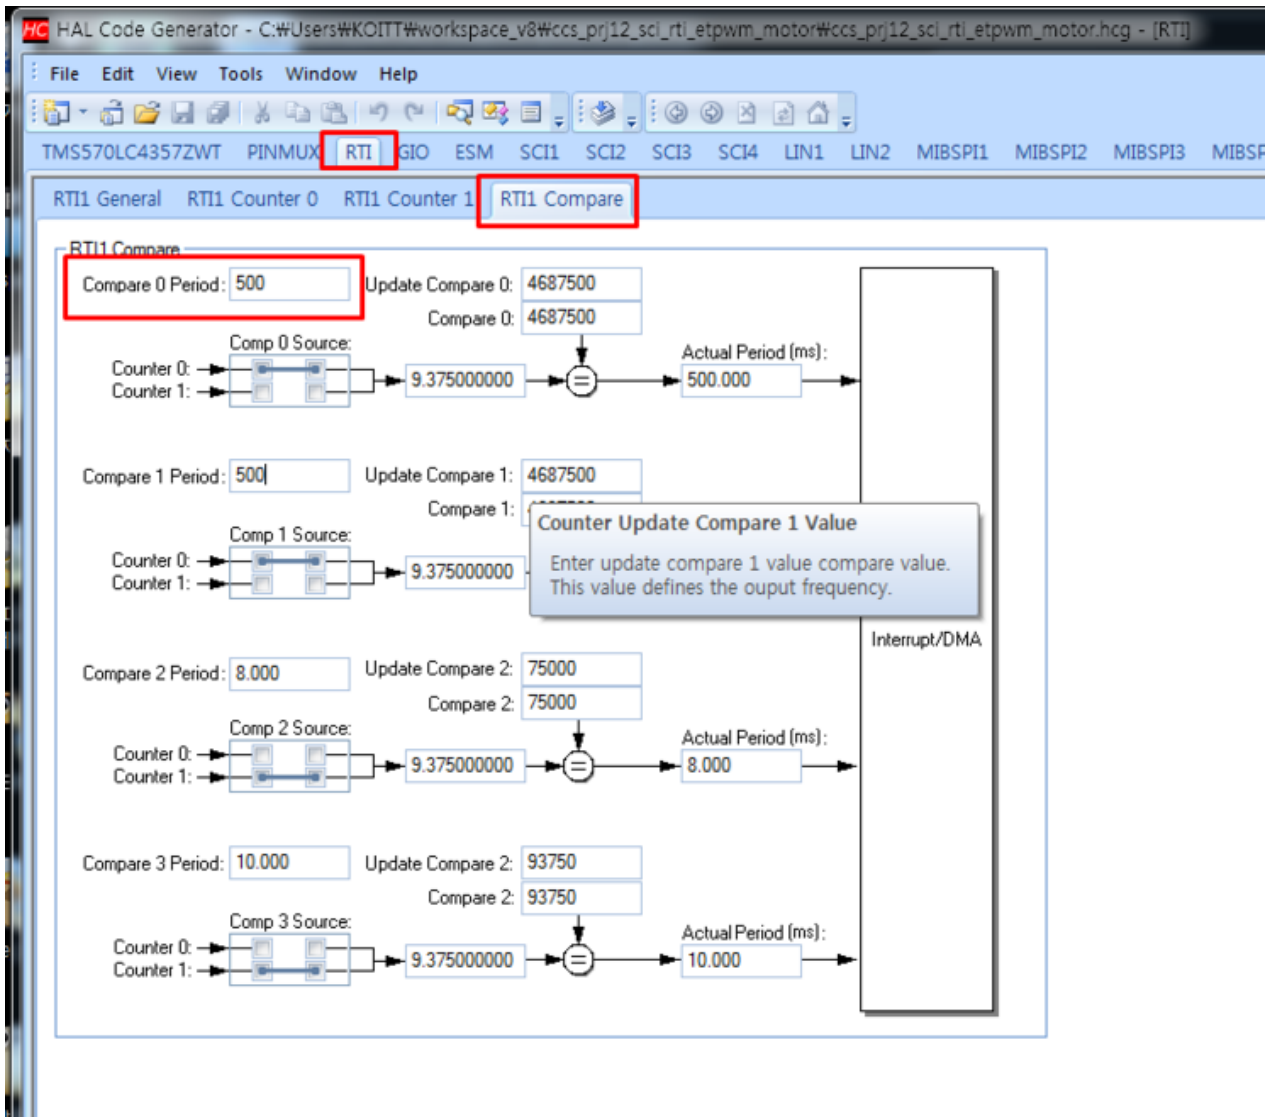 HC HAL Code Generator - C:₩Users₩KOITT₩workspace_v8₩ccs_prj12_sci_rti_etpwm_motor₩ccs_prj12_sci_rti_etpwm_motor.hcg - [RTI]
File Edit View Tools Window Help
TMS570LC4357ZWT PINMUX RTI GIO ESM SCI1 SCI2 SCI3 SCI4 LIN1 LIN2 MIBSPI1 MIBSPI2 MIBSPI3
RTI1 General RTI1 Counter 0 RTI1 Counter 1 RTI1 Compare
RTI1 Compare
Compare 0 Period: 500 Update Compare 0: 4687500
Compare 0: 4687500
Comp 0 Source: Actual Period (ms):
Counter 0: 9.375000000 = 500.000
Counter 1:
Compare 1 Period: 500 Update Compare 1: 4687500
Compare 1:
Counter Update Compare 1 Value
Comp 1 Source:
Counter 0: 9.375000000
Counter 1:
Enter update compare 1 value compare value.
This value defines the ouput frequency.
Interrupt/DMA
Compare 2 Period: 8.000 Update Compare 2: 75000
Compare 2: 75000
Comp 2 Source: Actual Period (ms):
Counter 0: 9.375000000 = 8.000
Counter 1:
Compare 3 Period: 10.000 Update Compare 2: 93750
Compare 2: 93750
Comp 3 Source: Actual Period (ms):
Counter 0: 9.375000000 = 10.000
Counter 1: